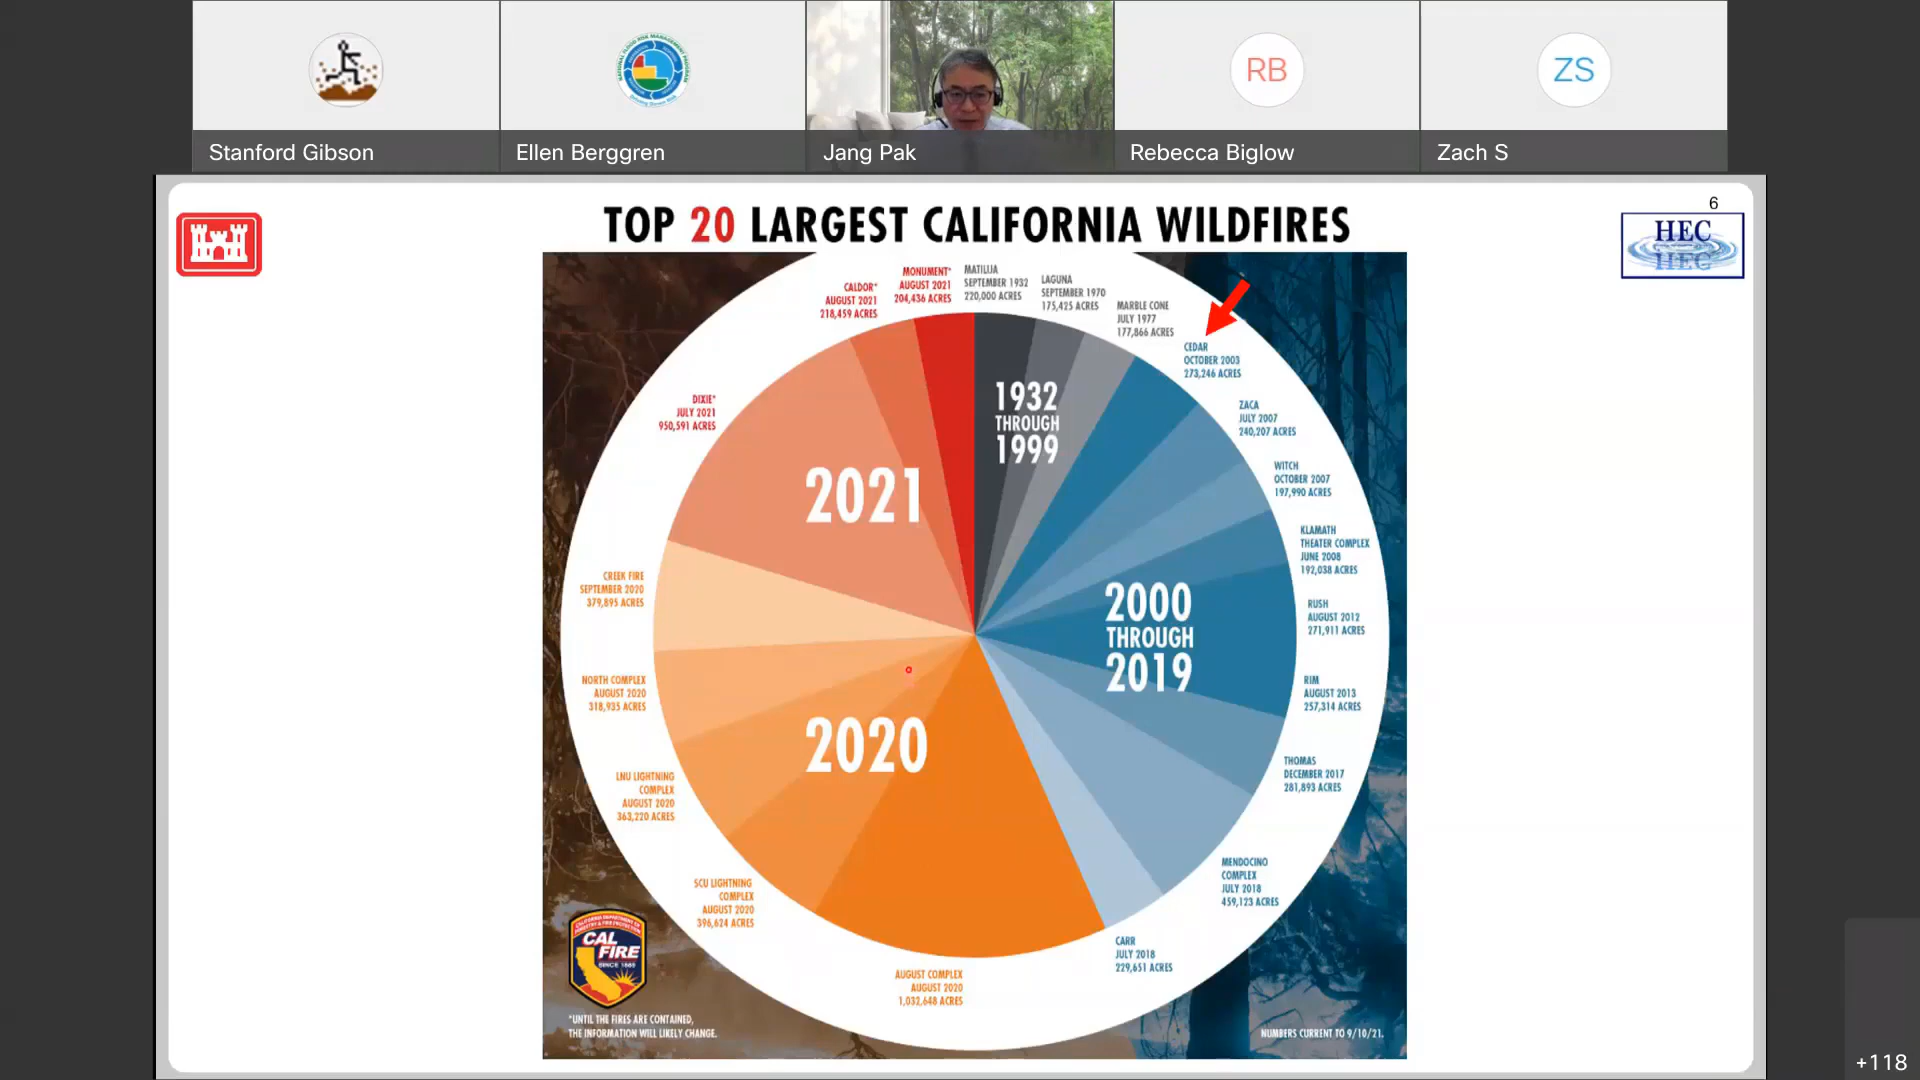 RB
ZS
Stanford Gibson
Ellen Berggren
Jang Pak
Rebecca Biglow
Zach S
6
HEC
HEC
TOP 20 LARGEST CALIFORNIA WILDFIRES
MONUMENT*
AUGUST 2021
204,436 ACRES
MATILIJA
SEPTEMBER 1932
220,000 ACRES
LAGUNA
SEPTEMBER 1970
175,425 ACRES
MARBLE CONE
JULY 1977
177,866 ACRES
CEDAR
OCTOBER 2003
273,246 ACRES
ZACA
JULY 2007
240,207 ACRES
WITCH
OCTOBER 2007
197,990 ACRES
KLAMATH
THEATER COMPLEX
JUNE 2008
192,038 ACRES
RUSH
AUGUST 2012
271,911 ACRES
RIM
AUGUST 2013
257,314 ACRES
THOMAS
DECEMBER 2017
281,893 ACRES
MENDOCINO
COMPLEX
JULY 2018
459,123 ACRES
CARR
JULY 2018
229,651 ACRES
AUGUST COMPLEX
AUGUST 2020
1,032,648 ACRES
SCU LIGHTNING
COMPLEX
AUGUST 2020
396,624 ACRES
LNU LIGHTNING
COMPLEX
AUGUST 2020
363,220 ACRES
NORTH COMPLEX
AUGUST 2020
318,935 ACRES
CREEK FIRE
SEPTEMBER 2020
379,895 ACRES
DIXIE*
JULY 2021
950,591 ACRES
CALDOR*
AUGUST 2021
218,459 ACRES
1932
THROUGH
1999
2000
THROUGH
2019
2020
2021
CAL
FIRE
SINCE 1885
*UNTIL THE FIRES ARE CONTAINED,
THE INFORMATION WILL LIKELY CHANGE.
NUMBERS CURRENT TO 9/10/21.
+118